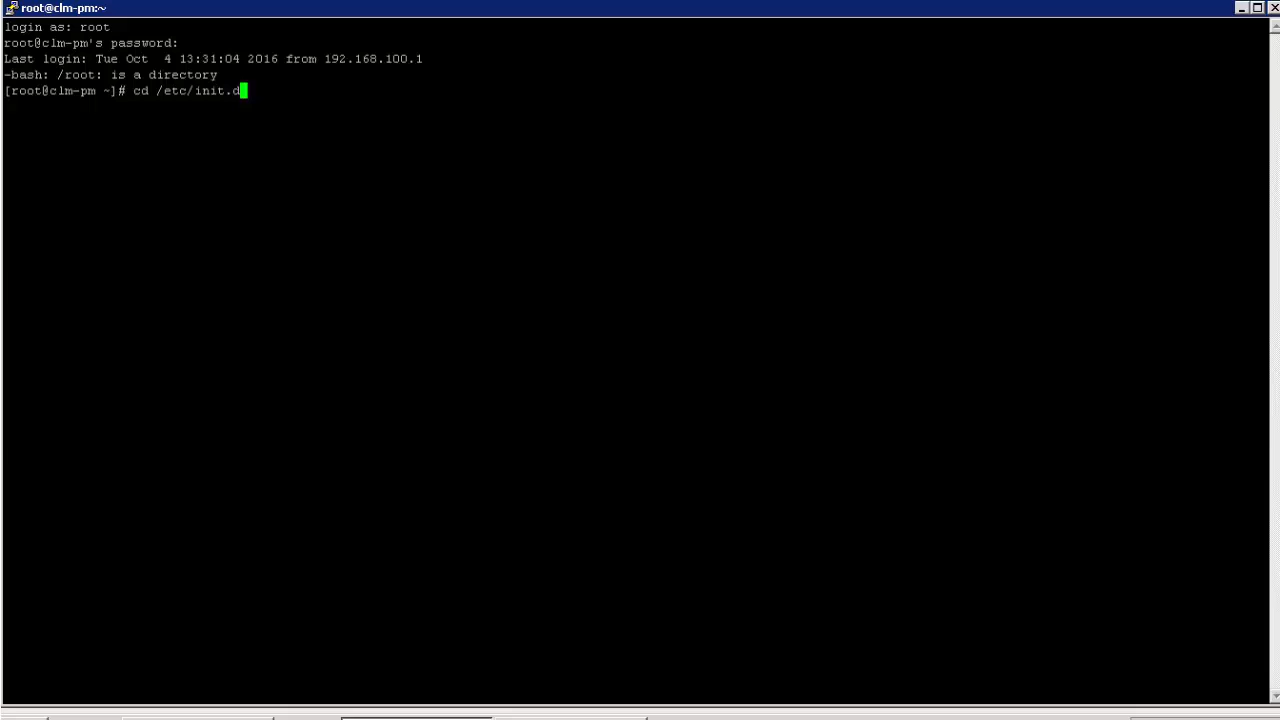 root@clm-pm:~
login as: root
root@clm-pm's password:
Last login: Tue Oct  4 13:31:04 2016 from 192.168.100.1
-bash: /root: is a directory
[root@clm-pm ~]# cd /etc/init.d